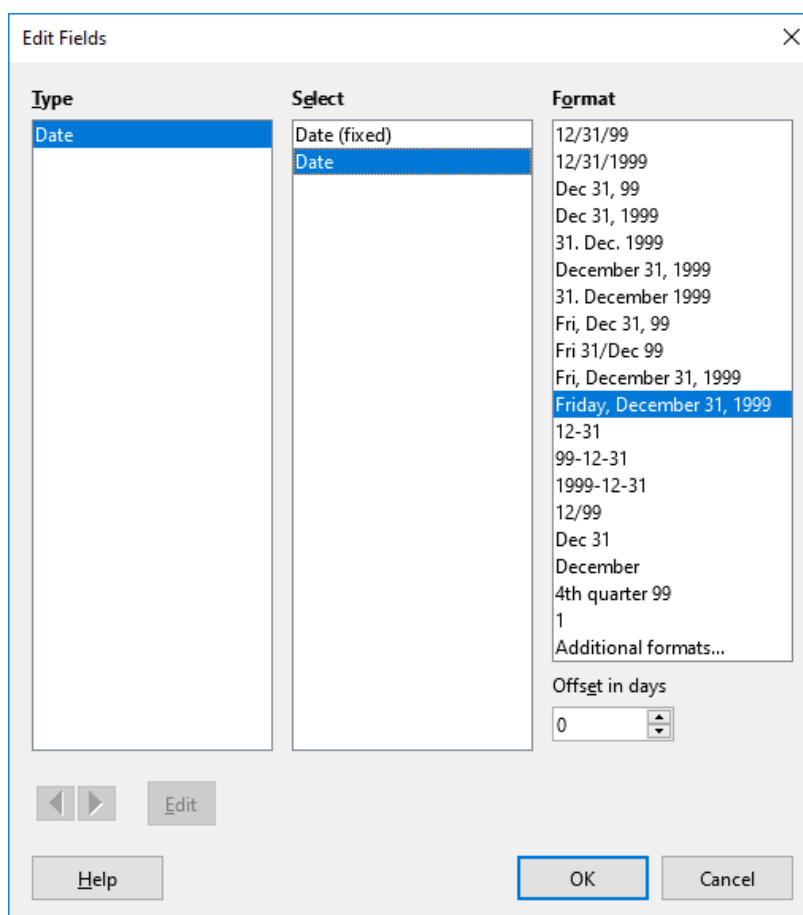 Edit Fields
Type
Select
Format
Date
Date (fixed)
Date
12/31/99
12/31/1999
Dec 31, 99
Dec 31, 1999
31. Dec. 1999
December 31, 1999
31. December 1999
Fri, Dec 31, 99
Fri 31/Dec 99
Fri, December 31, 1999
Friday, December 31, 1999
12-31
99-12-31
1999-12-31
12/99
Dec 31
December
4th quarter 99
1
Additional formats...
Offset in days
0
Edit
Help
OK
Cancel